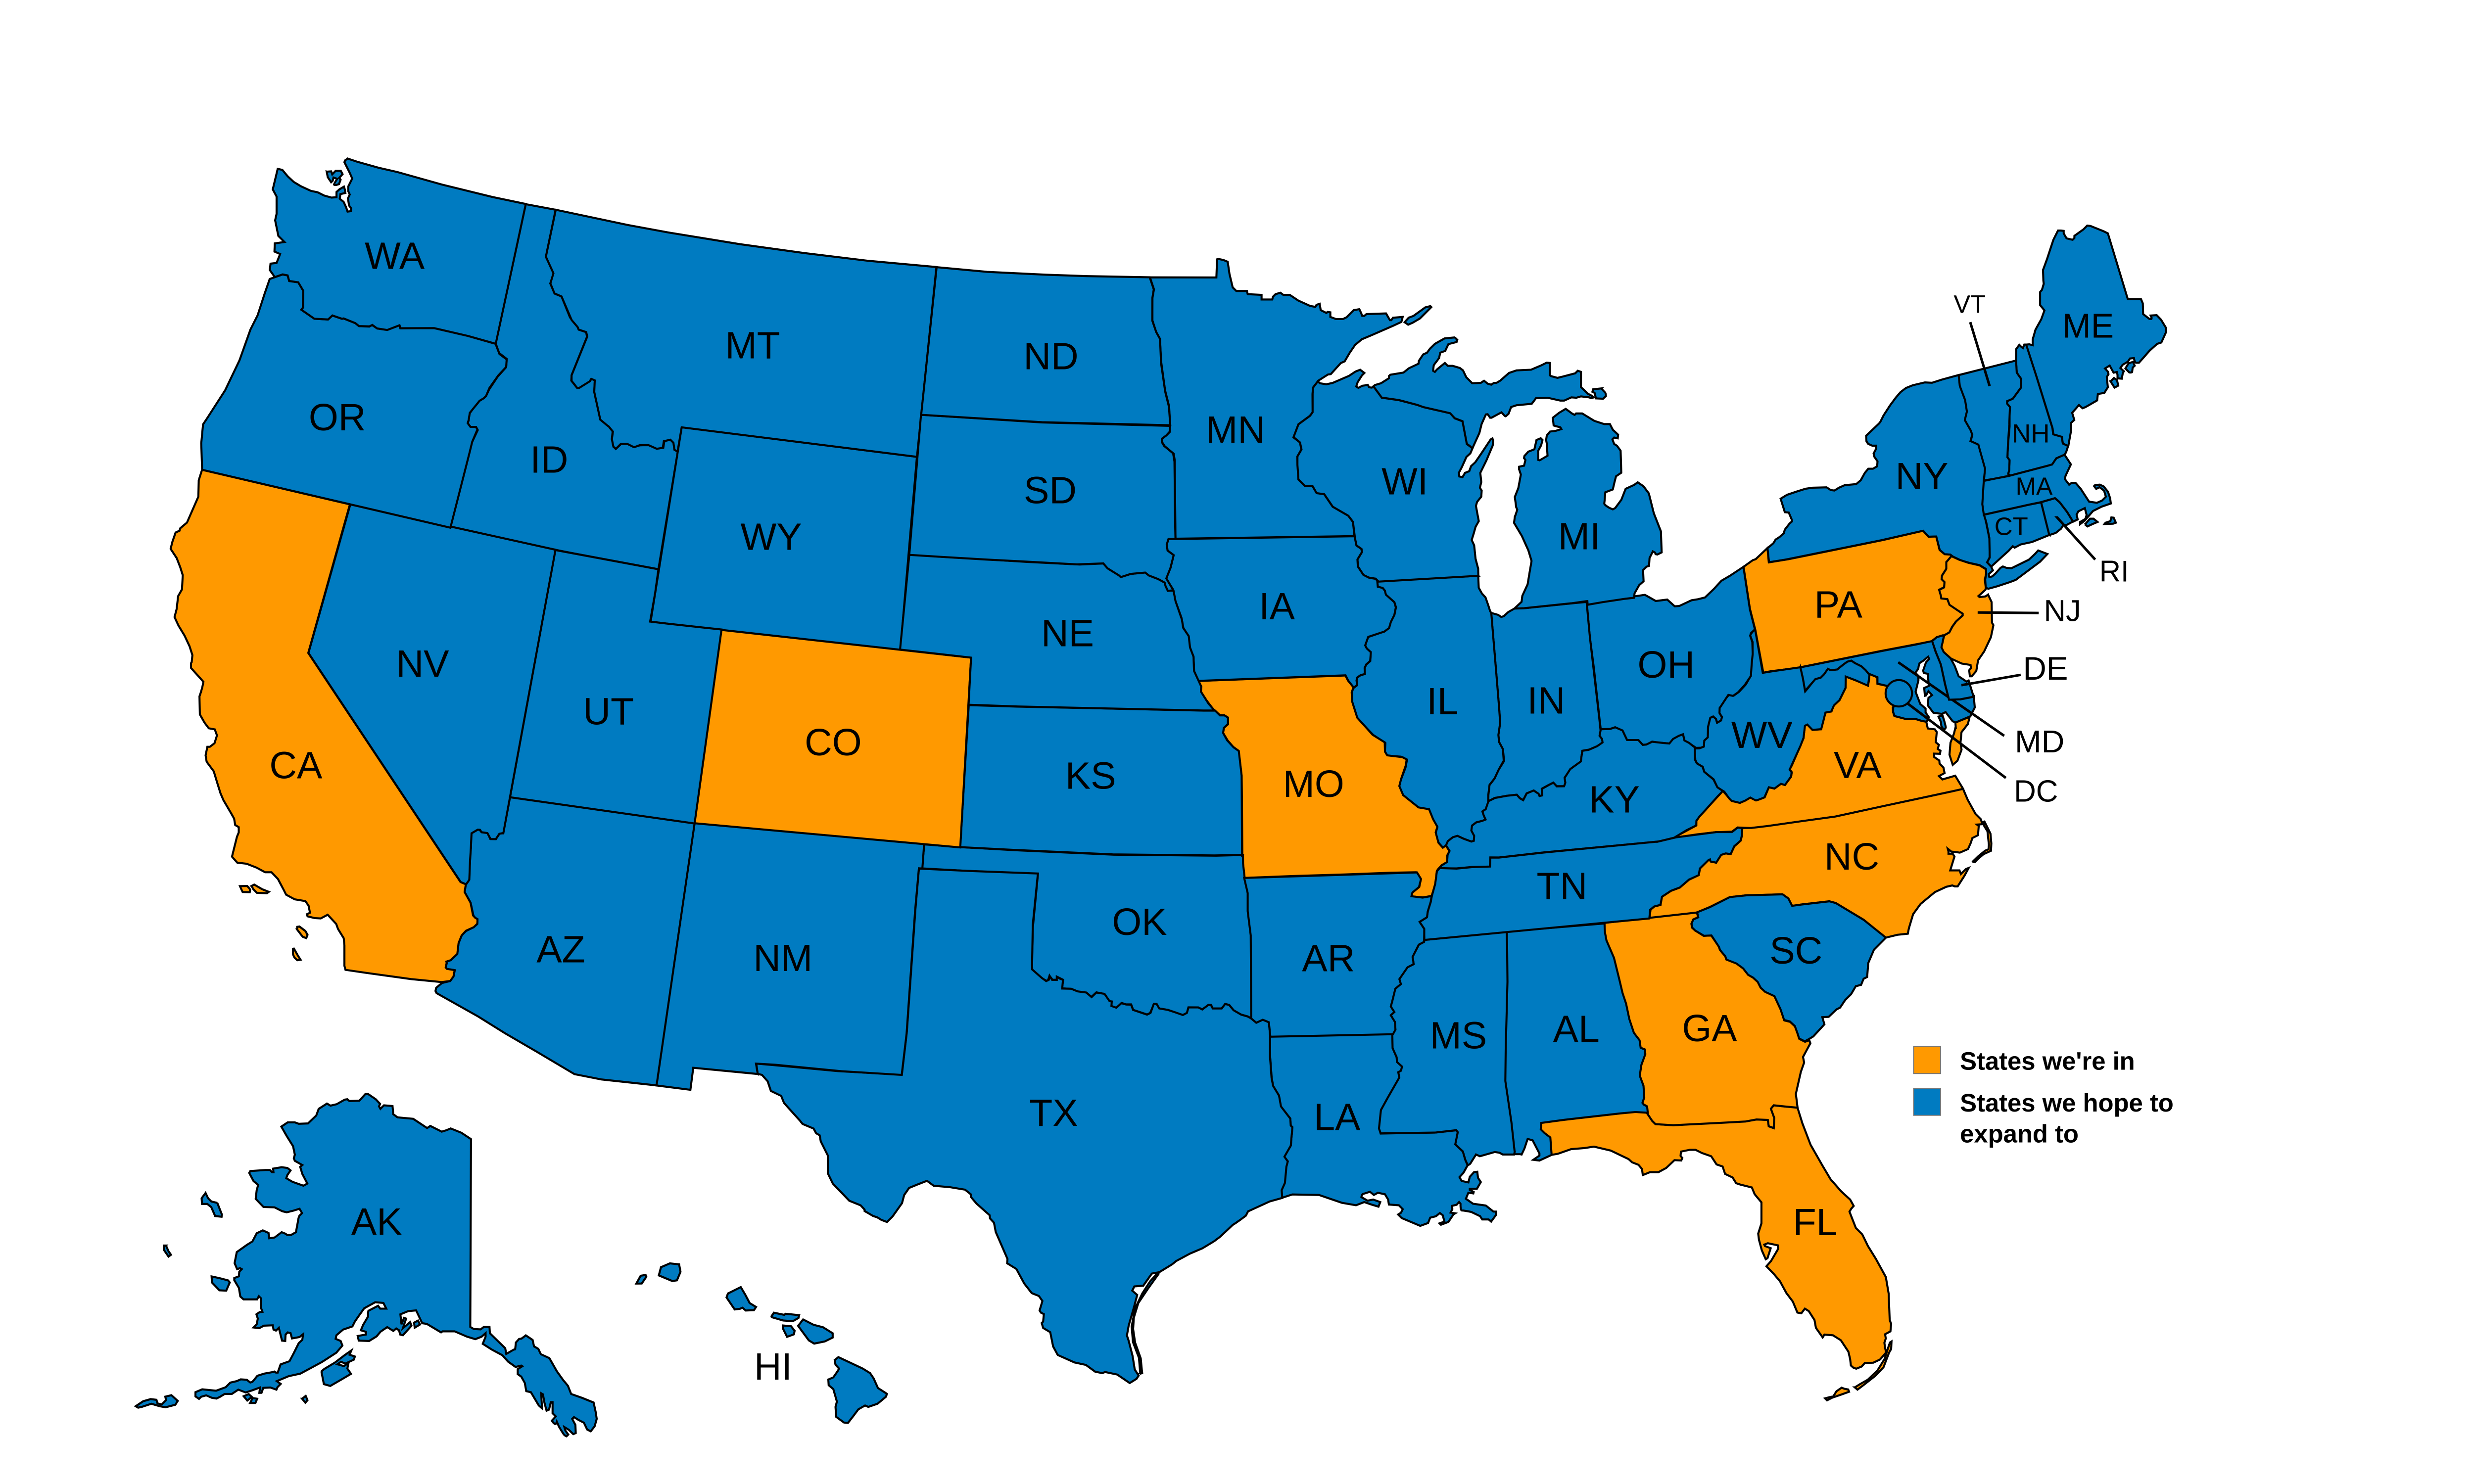 WA
VT
ME
MT
ND
OR
MN
NH
ID
NY
WI
SD
MA
CT
WY
MI
RI
IA
PA
NJ
NE
NV
OH
DE
UT
IL
IN
WV
CO
MD
CA
VA
KS
MO
DC
KY
NC
TN
OK
AZ
SC
NM
AR
GA
MS
AL
States we're in
TX
LA
States we hope to
expand to
AK
FL
HI